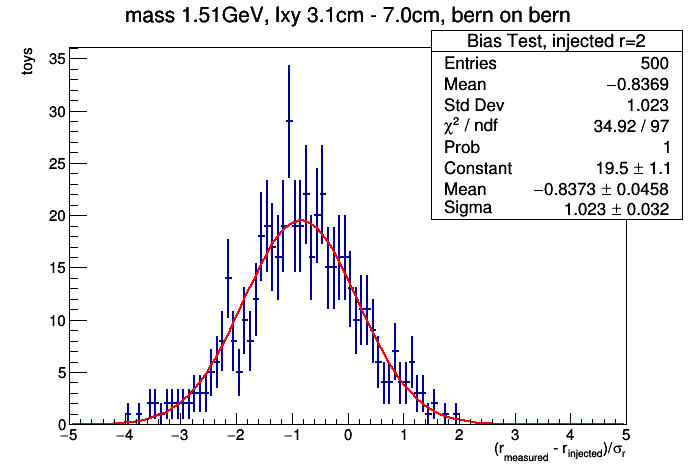 mass 1.51GeV, lxy 3.1cm - 7.0cm, bern on bern
Bias Test, injected r=2
Entries 500
Mean −0.8369
Std Dev 1.023
χ² / ndf 34.92 / 97
Prob 1
Constant 19.5 ± 1.1
Mean −0.8373 ± 0.0458
Sigma 1.023 ± 0.032
toys
35
30
25
20
15
10
5
0
−5 −4 −3 −2 −1 0 1 2 3 4 5
(r_measured - r_injected)/σ_r